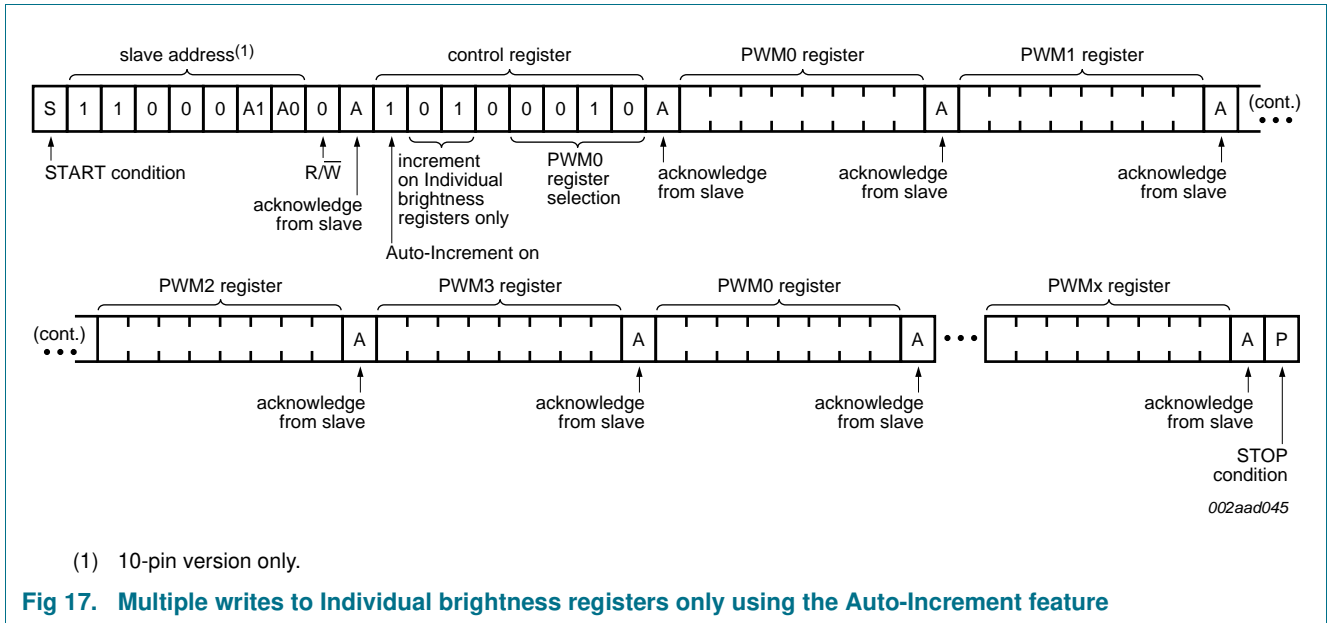 slave address(1) control register PWM0 register PWM1 register
S 1 1 0 0 0 A1 A0 0 A 1 0 1 0 0 0 1 0 A A A (cont.)
START condition
R/W
acknowledge
from slave
increment
on Individual
brightness
registers only
PWM0
register
selection
acknowledge
from slave
acknowledge
from slave
acknowledge
from slave
Auto-Increment on
PWM2 register PWM3 register PWM0 register PWMx register
(cont.) A A A A P
acknowledge
from slave
acknowledge
from slave
acknowledge
from slave
acknowledge
from slave
STOP
condition
002aad045
(1) 10-pin version only.
Fig 17. Multiple writes to Individual brightness registers only using the Auto-Increment feature